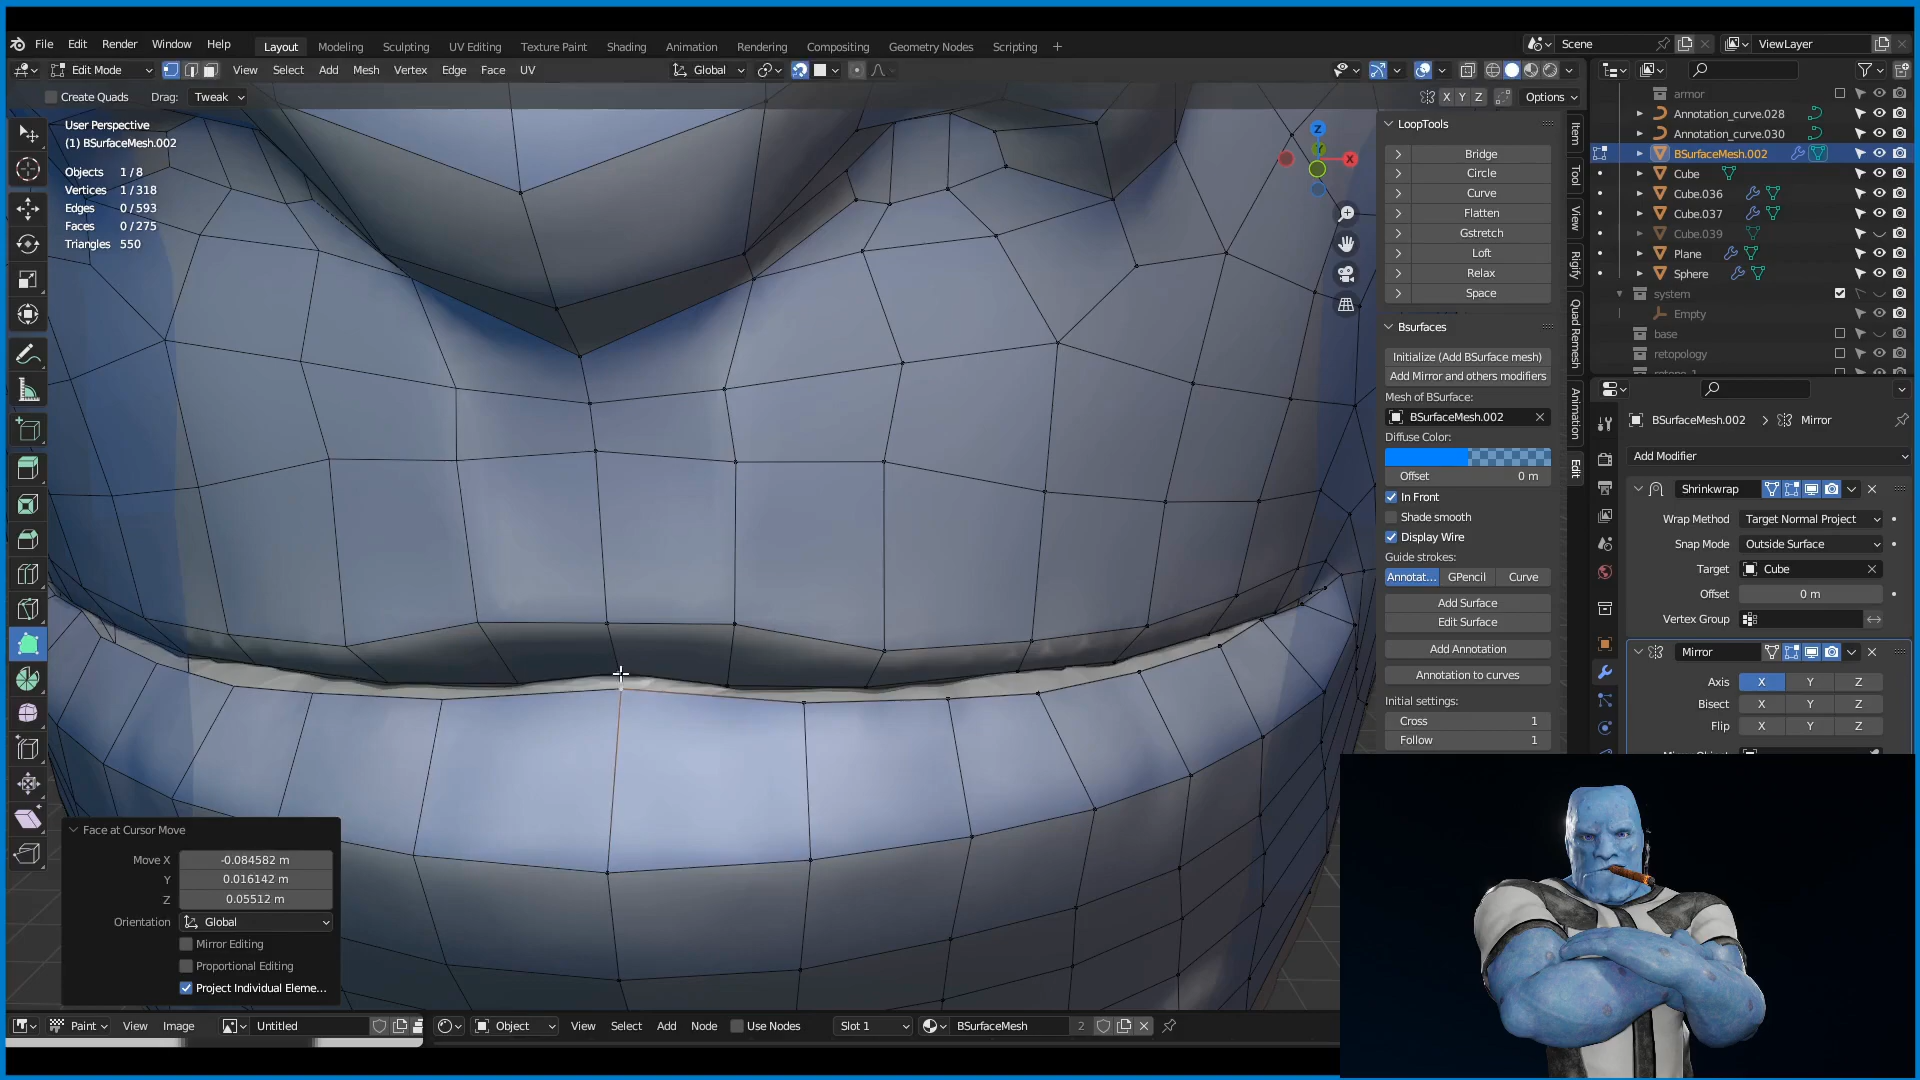 File Edit Render Window Help Layout Modeling Sculpting UV Editing Texture Paint Shading Animation Rendering Compositing Geometry Nodes Scripting + Scene ViewLayer
Edit Mode View Select Add Mesh Vertex Edge Face UV Global
Create Quads Drag: Tweak X Y Z Options
User Perspective
(1) BSurfaceMesh.002
Objects 1 / 8
Vertices 1 / 318
Edges 0 / 593
Faces 0 / 275
Triangles 550
Z
Y
X
LoopTools
Bridge
Circle
Curve
Flatten
Gstretch
Loft
Relax
Space
Bsurfaces
Initialize (Add BSurface mesh)
Add Mirror and others modifiers
Mesh of BSurface:
BSurfaceMesh.002
Diffuse Color:
Offset 0 m
In Front
Shade smooth
Display Wire
Guide strokes:
Annotat... GPencil Curve
Add Surface
Edit Surface
Add Annotation
Annotation to curves
Initial settings:
Cross 1
Follow 1
Item
Tool
View
Rigify
Quad Remesh
Animation
Edit
armor
Annotation_curve.028
Annotation_curve.030
BSurfaceMesh.002
Cube
Cube.036
Cube.037
Cube.039
Plane
Sphere
system
Empty
base
retopology
BSurfaceMesh.002 > Mirror
Add Modifier
Shrinkwrap
Wrap Method Target Normal Project
Snap Mode Outside Surface
Target Cube
Offset 0 m
Vertex Group
Mirror
Axis X Y Z
Bisect X Y Z
Flip X Y Z
Face at Cursor Move
Move X -0.084582 m
Y 0.016142 m
Z 0.05512 m
Orientation Global
Mirror Editing
Proportional Editing
Project Individual Eleme...
Paint View Image Untitled Object View Select Add Node Use Nodes Slot 1 BSurfaceMesh 2